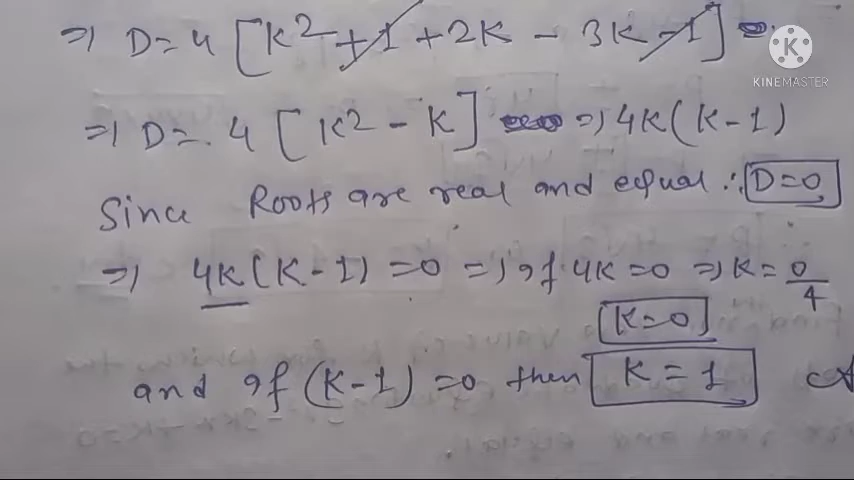 ⇒ D = 4 [K² + 1 + 2K - 3K - 1]
KINEMASTER
⇒ D = 4 [K² - K] ⇒ 4K(K-1)
Since Roots are real and equal ∴ D=0
⇒ 4K(K-1) = 0 ⇒ if 4K=0 ⇒ K = 0/4
K=0
and if (K-1) = 0 then K = 1